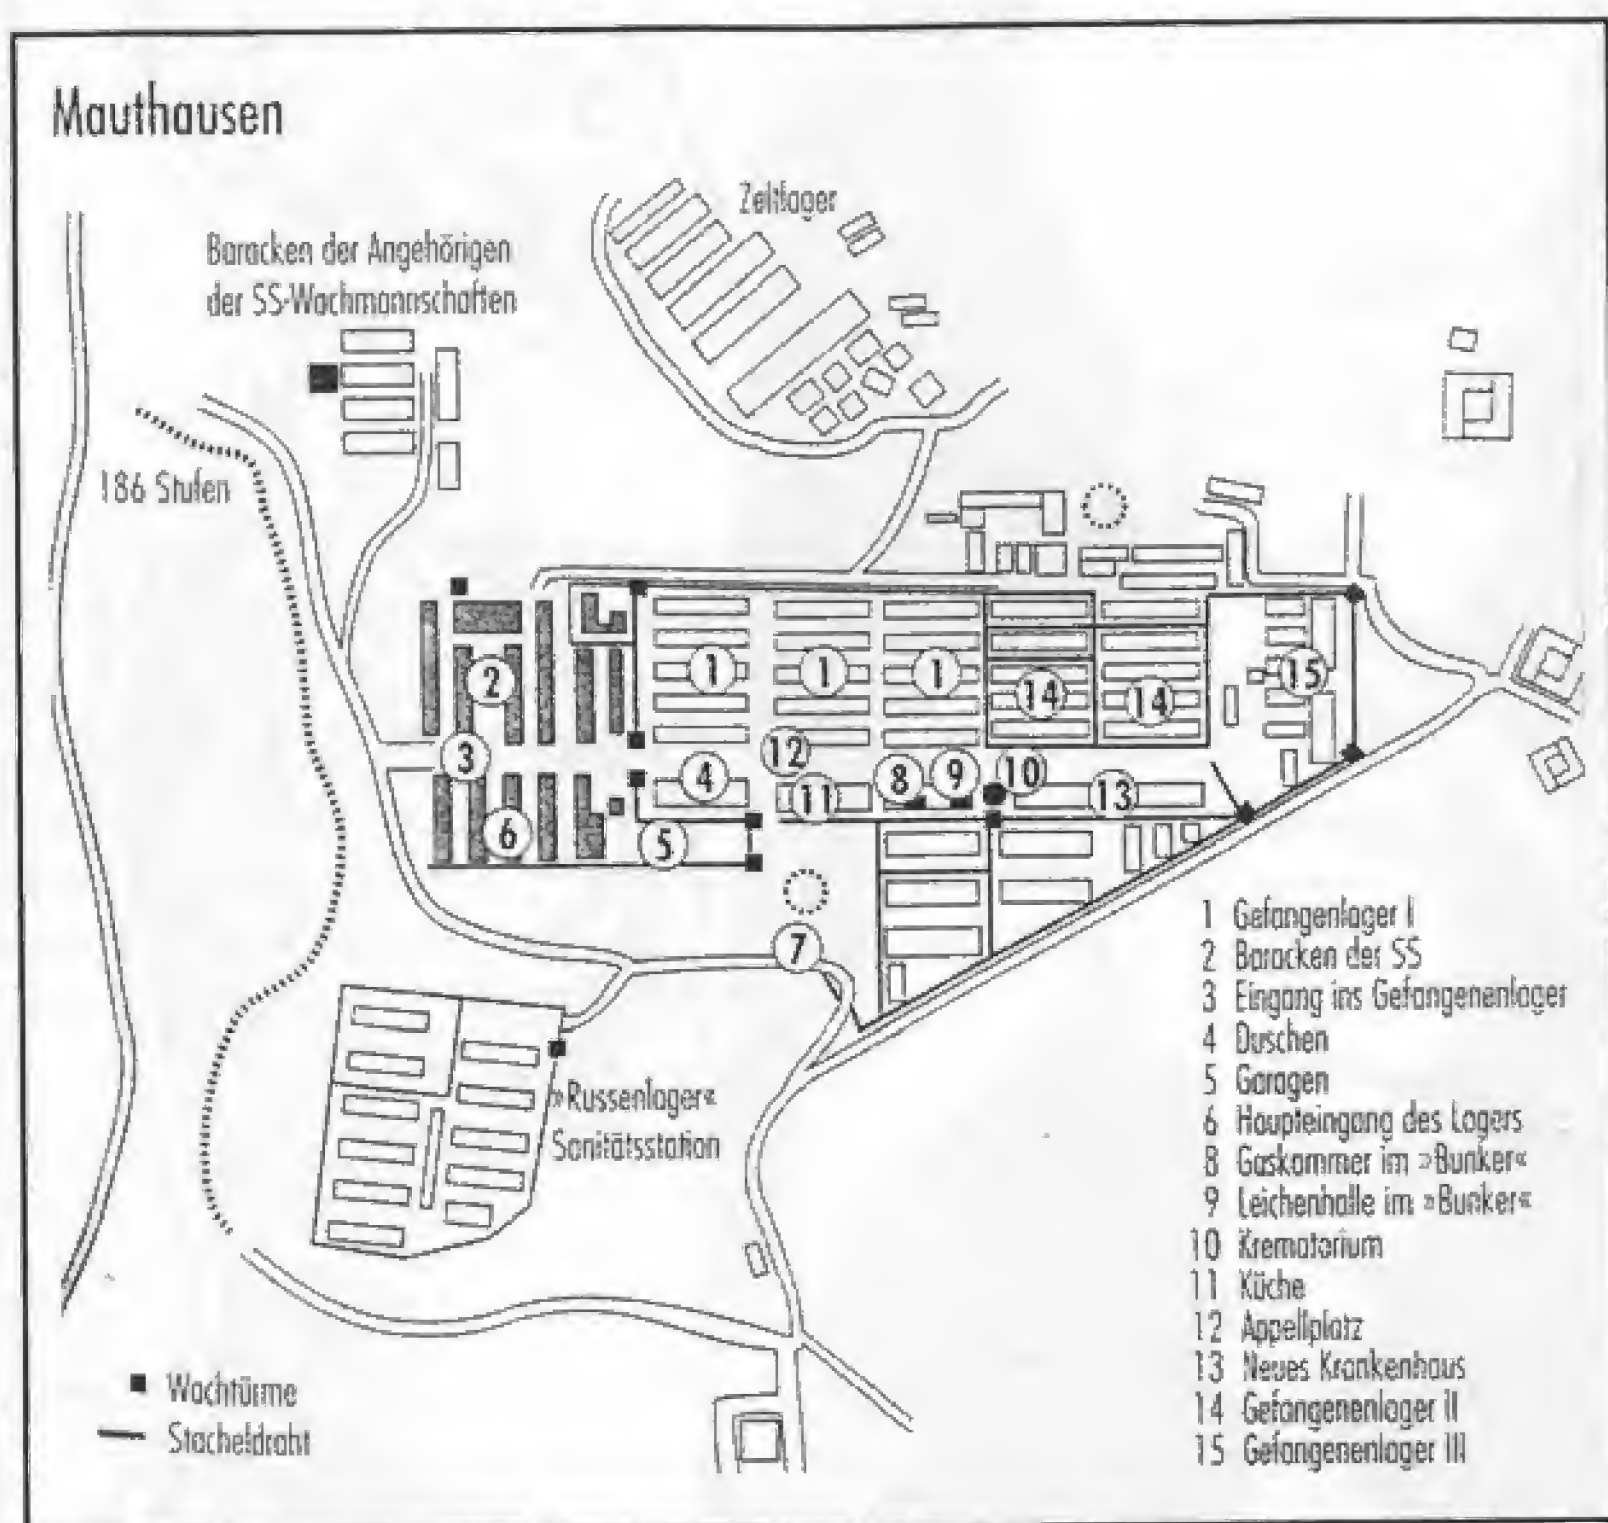 Mauthausen
Zeltlager
Baracken der Angehörigen
der SS-Wachmannschaften
186 Stufen
1
1
1
14
14
15
2
3
12
4
11
8
9
10
13
6
5
7
»Russenlager«
Sanitätsstation
1 Gefangenlager I
2 Baracken der SS
3 Eingang ins Gefangenenlager
4 Duschen
5 Garagen
6 Haupteingang des Lagers
8 Gaskammer im »Bunker«
9 Leichenhalle im »Bunker«
10 Krematorium
11 Küche
12 Appellplatz
13 Neues Krankenhaus
14 Gefangenenlager II
15 Gefangenenlager III
Wachtürme
Stacheldraht